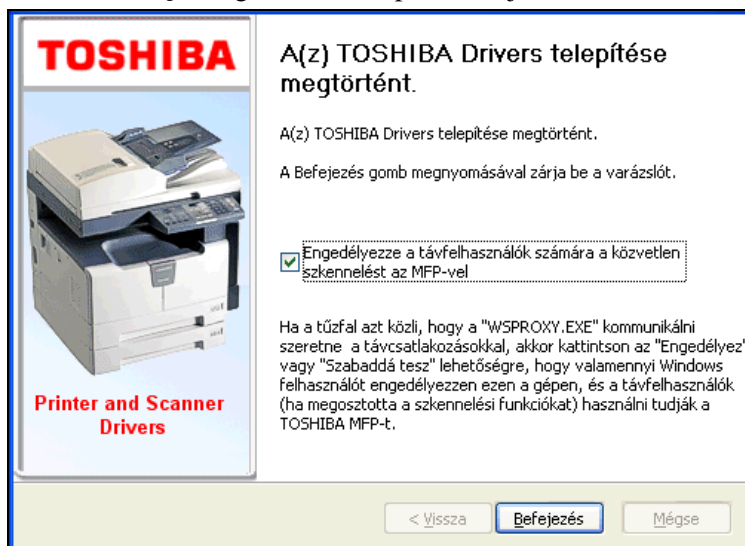 TOSHIBA
A(z) TOSHIBA Drivers telepítése
megtörtént.
A(z) TOSHIBA Drivers telepítése megtörtént.
A Befejezés gomb megnyomásával zárja be a varázslót.
Engedélyezze a távfelhasználók számára a közvetlen
szkennelést az MFP-vel
Ha a tűzfal azt közli, hogy a "WSPROXY.EXE" kommunikálni
szeretne a távcsatlakozásokkal, akkor kattintson az "Engedélyez"
vagy "Szabaddá tesz" lehetőségre, hogy valamennyi Windows
felhasználót engedélyezzen ezen a gépen, és a távfelhasználók
(ha megosztotta a szkennelési funkciókat) használni tudják a
TOSHIBA MFP-t.
Printer and Scanner
Drivers
< Vissza
Befejezés
Mégse